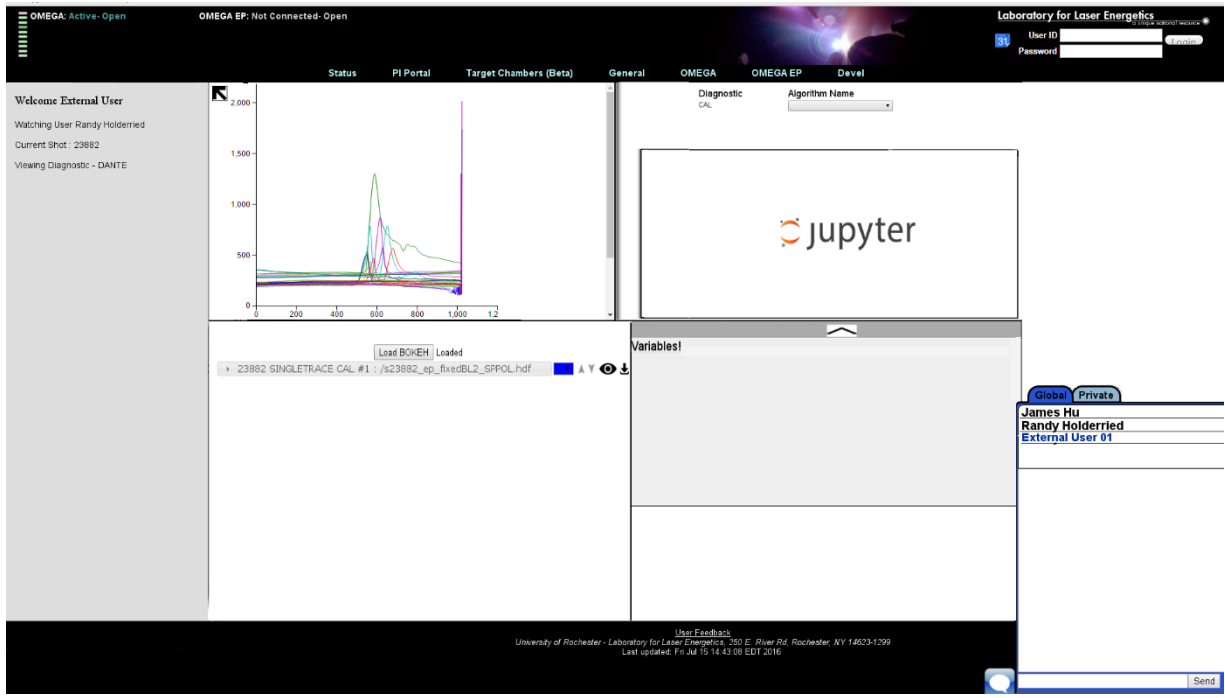 OMEGA: Active- Open
OMEGA EP: Not Connected- Open
Laboratory for Laser Energetics
a unique national resource
31
User ID
Password
Login
Status PI Portal Target Chambers (Beta) General OMEGA OMEGA EP Devel
Welcome External User
Watching User Randy Holderried
Current Shot : 23882
Viewing Diagnostic - DANTE
2,000
1,500
1,000
500
0
0 200 400 600 800 1,000 1,2
Diagnostic
CAL
Algorithm Name
jupyter
Load BOKEH Loaded
23882 SINGLETRACE CAL #1 : /s23882_ep_fixedBL2_SPPOL.hdf
Variables!
Global Private
James Hu
Randy Holderried
External User 01
User Feedback
University of Rochester - Laboratory for Laser Energetics, 250 E. River Rd, Rochester, NY 14623-1299
Last updated: Fri Jul 15 14:43:08 EDT 2016
Send